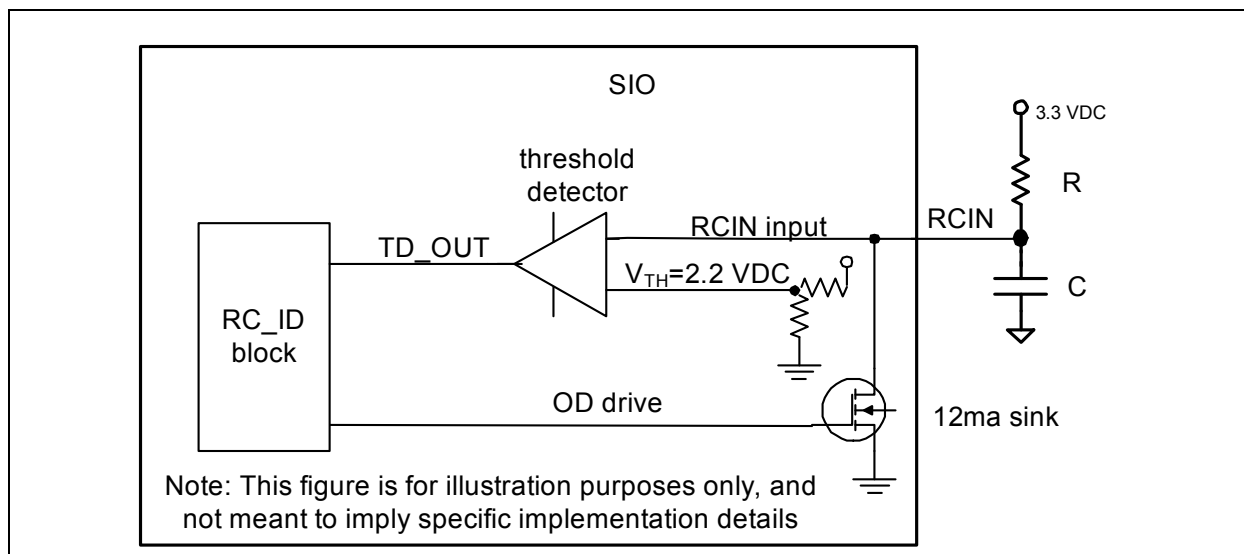 SIO
3.3 VDC
threshold
detector
R
RCIN input
RCIN
TD_OUT
VTH=2.2 VDC
C
RC_ID
block
OD drive
12ma sink
Note: This figure is for illustration purposes only, and
not meant to imply specific implementation details